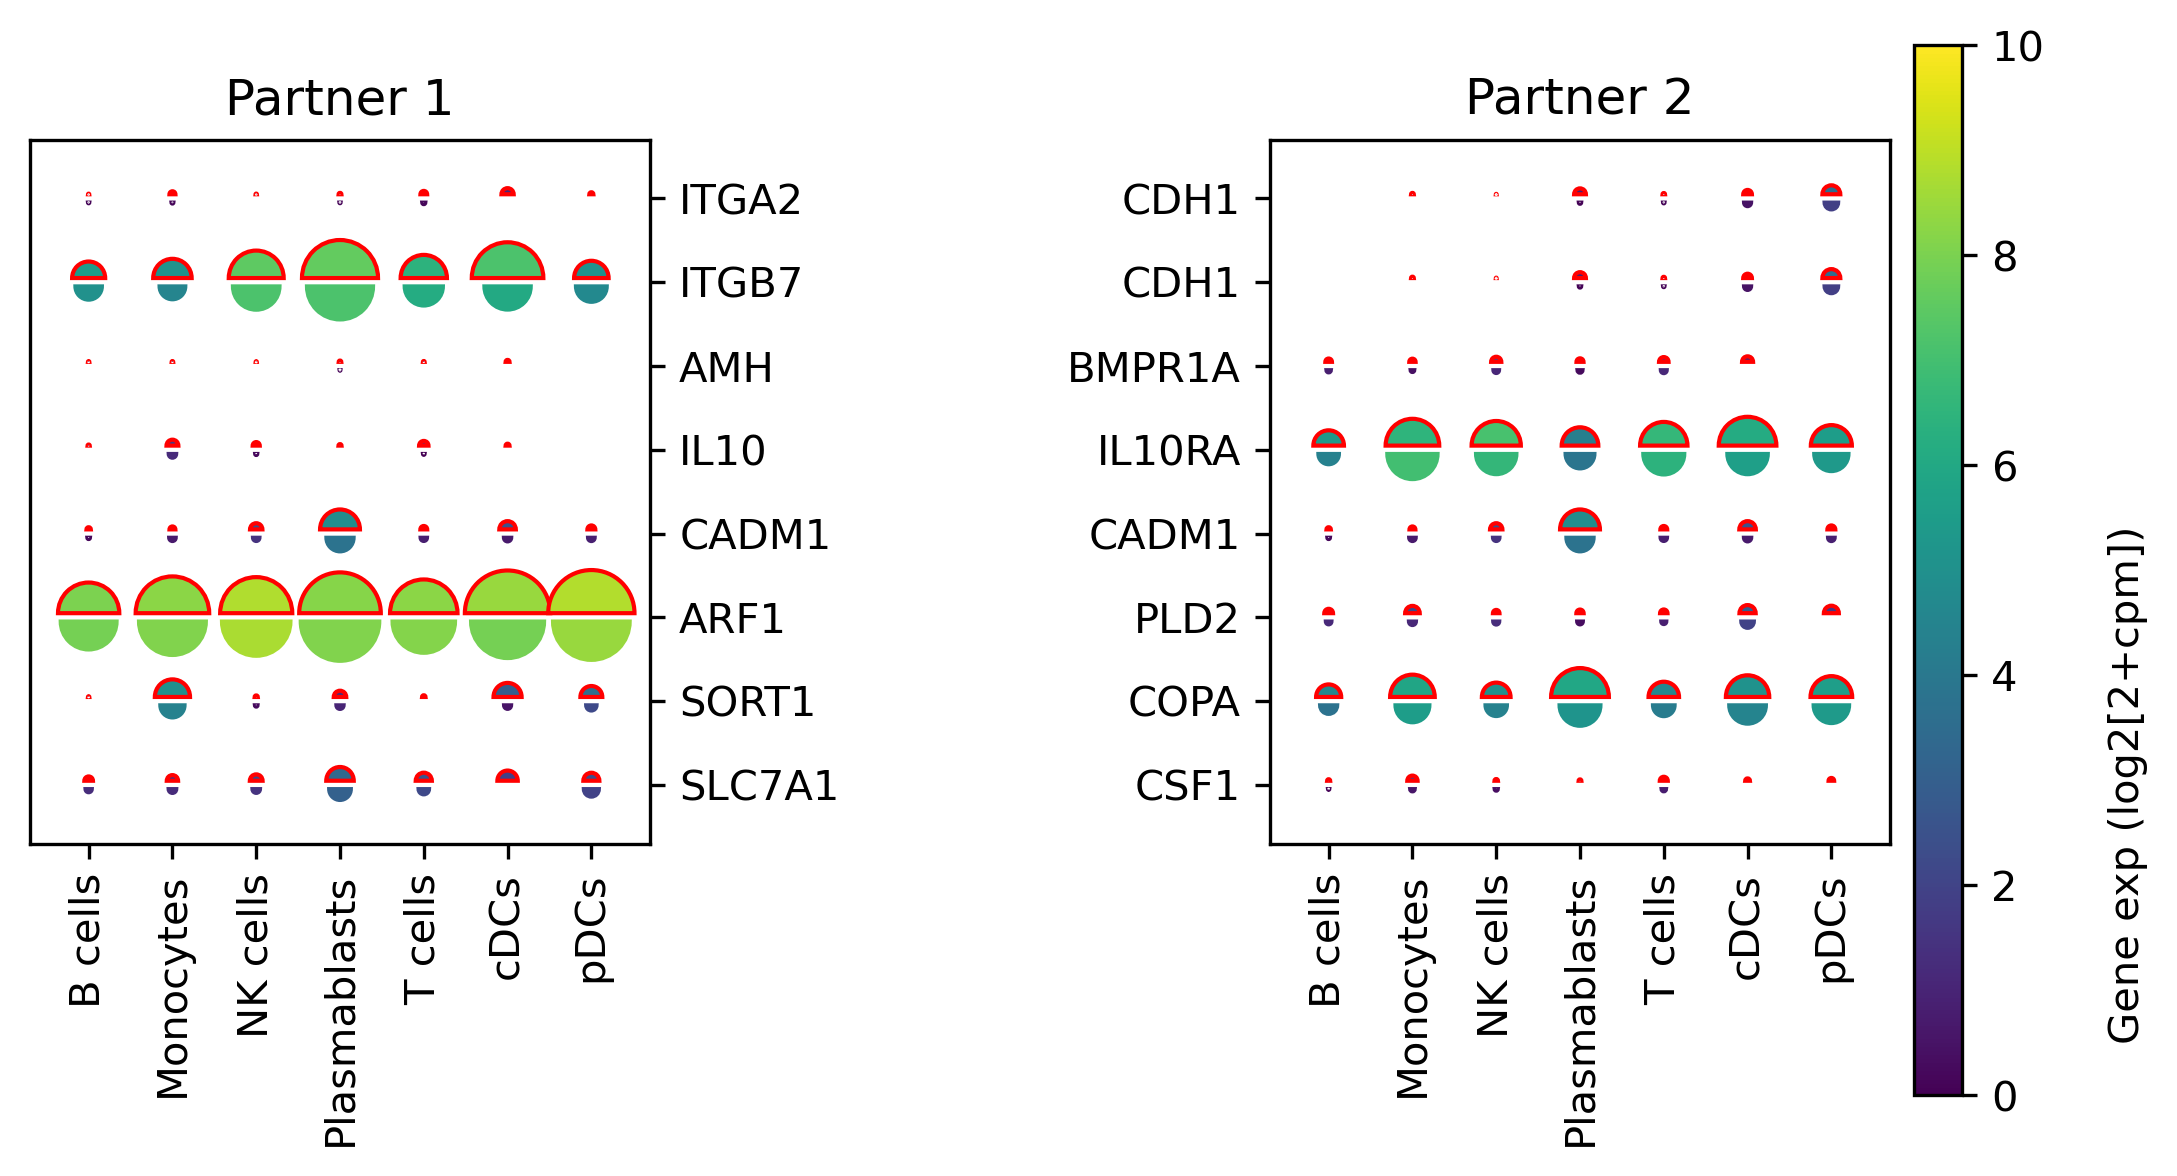 Partner 1
ITGA2
ITGB7
AMH
IL10
CADM1
ARF1
SORT1
SLC7A1
B cells
Monocytes
NK cells
Plasmablasts
T cells
cDCs
pDCs
Partner 2
CDH1
CDH1
BMPR1A
IL10RA
CADM1
PLD2
COPA
CSF1
B cells
Monocytes
NK cells
Plasmablasts
T cells
cDCs
pDCs
10
8
6
4
2
0
Gene exp (log2[2+cpm])